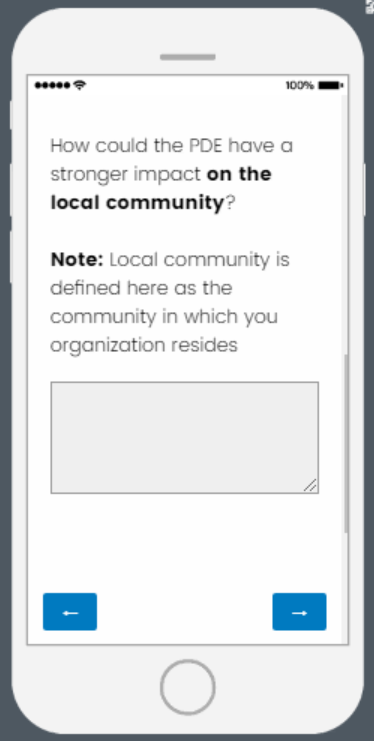 100%
How could the PDE have a
stronger impact on the
local community?
Note: Local community is
defined here as the
community in which you
organization resides
←
→